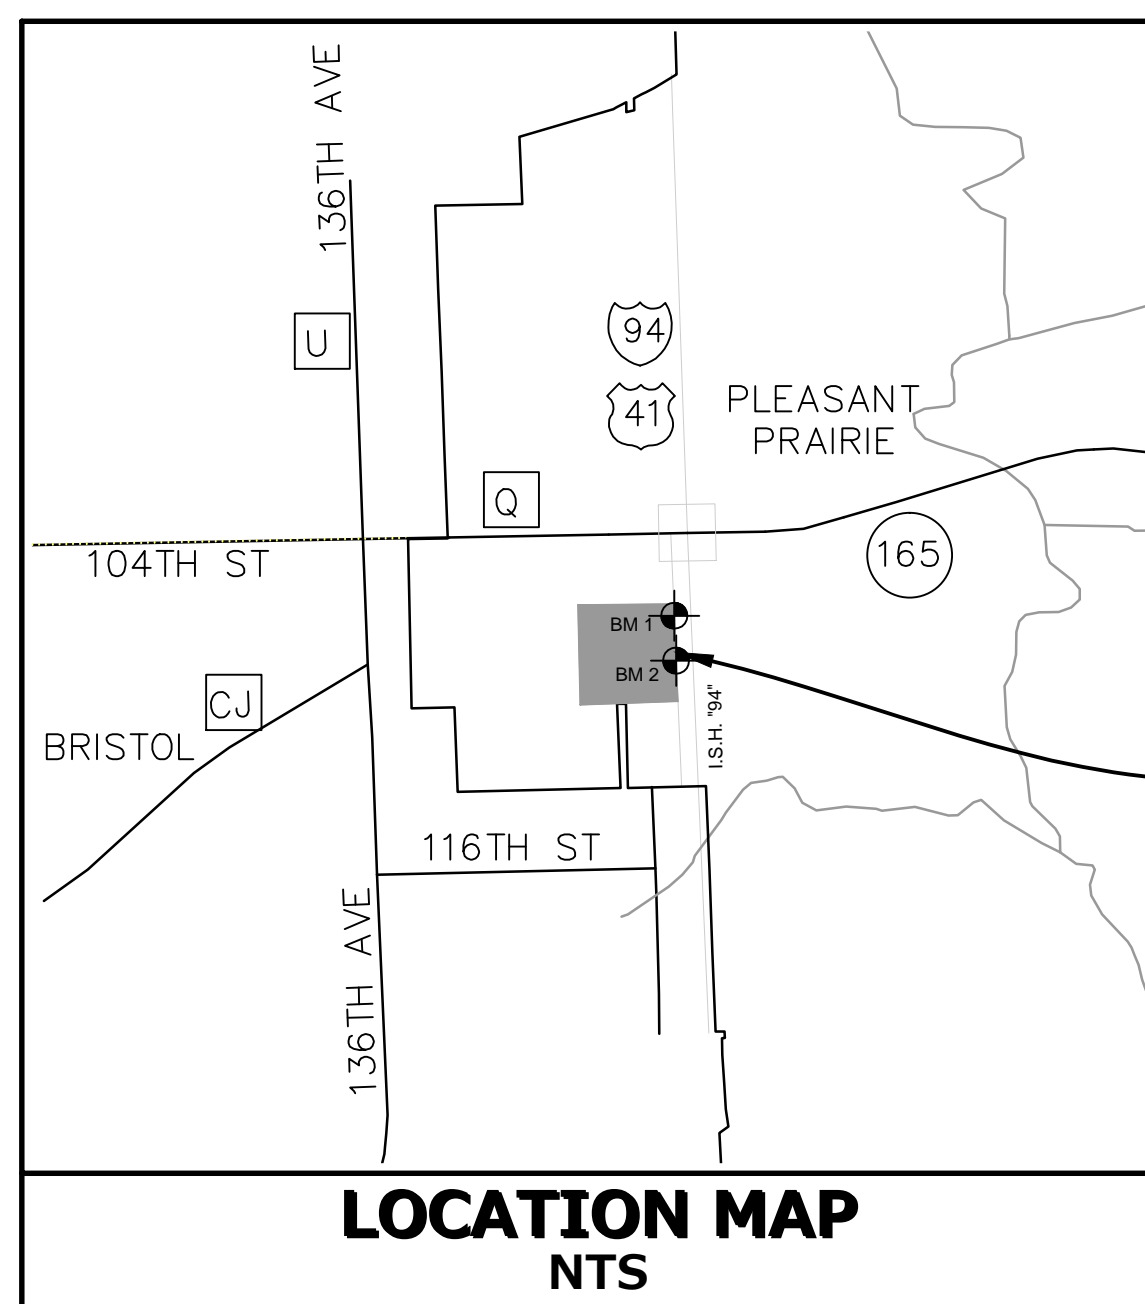 136TH AVE
U
94
41
PLEASANT
PRAIRIE
Q
104TH ST
165
BM 1
BM 2
CJ
I.S.H. "94"
BRISTOL
116TH ST
136TH AVE
LOCATION MAP
NTS